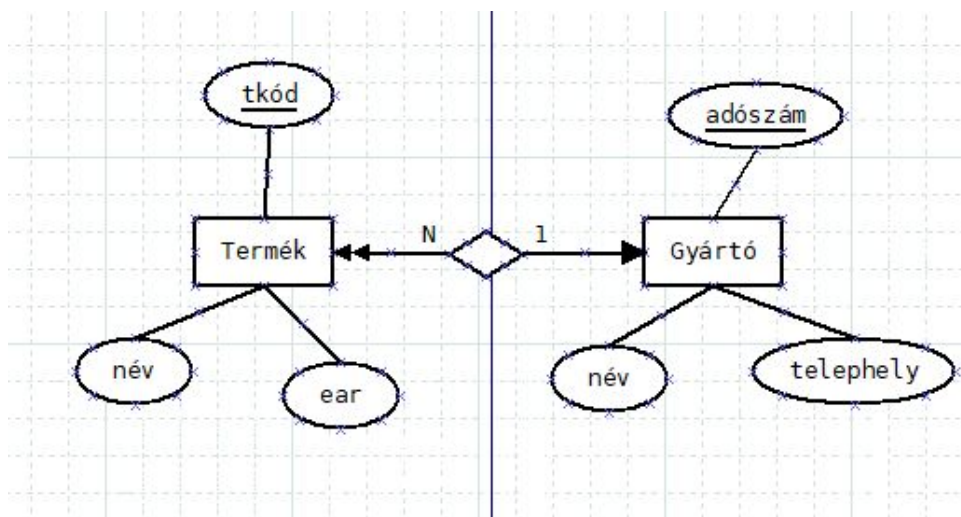 tkód
adószám
Termék
N
1
Gyártó
név
ear
név
telephely